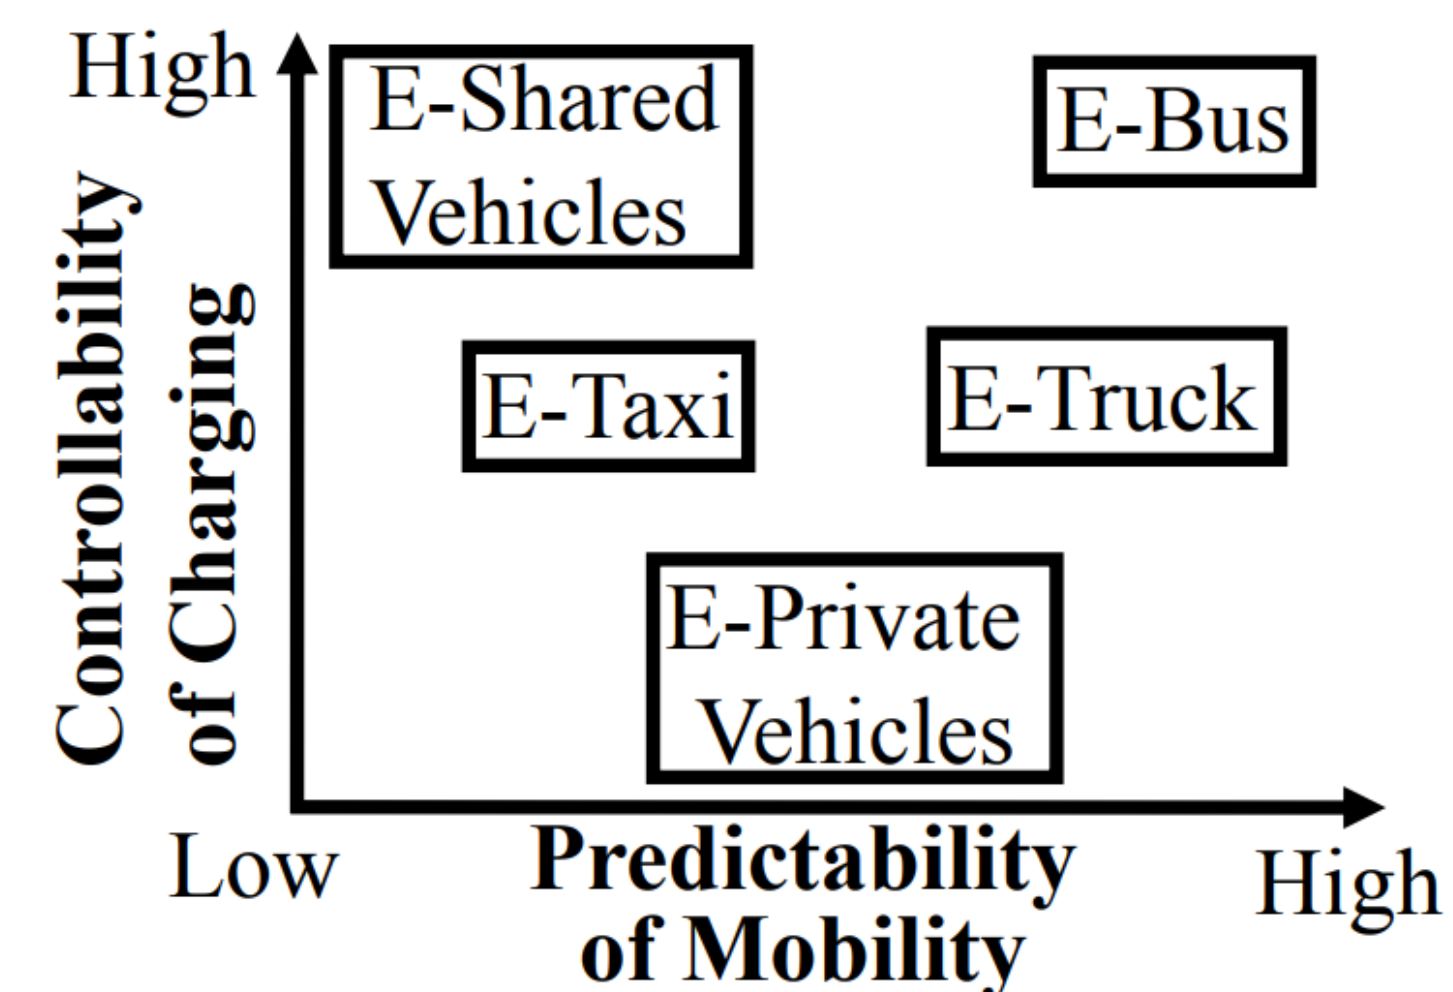 High
E-Shared
Vehicles
E-Bus
Controllability
of Charging
E-Taxi
E-Truck
E-Private
Vehicles
Low
Predictability
of Mobility
High